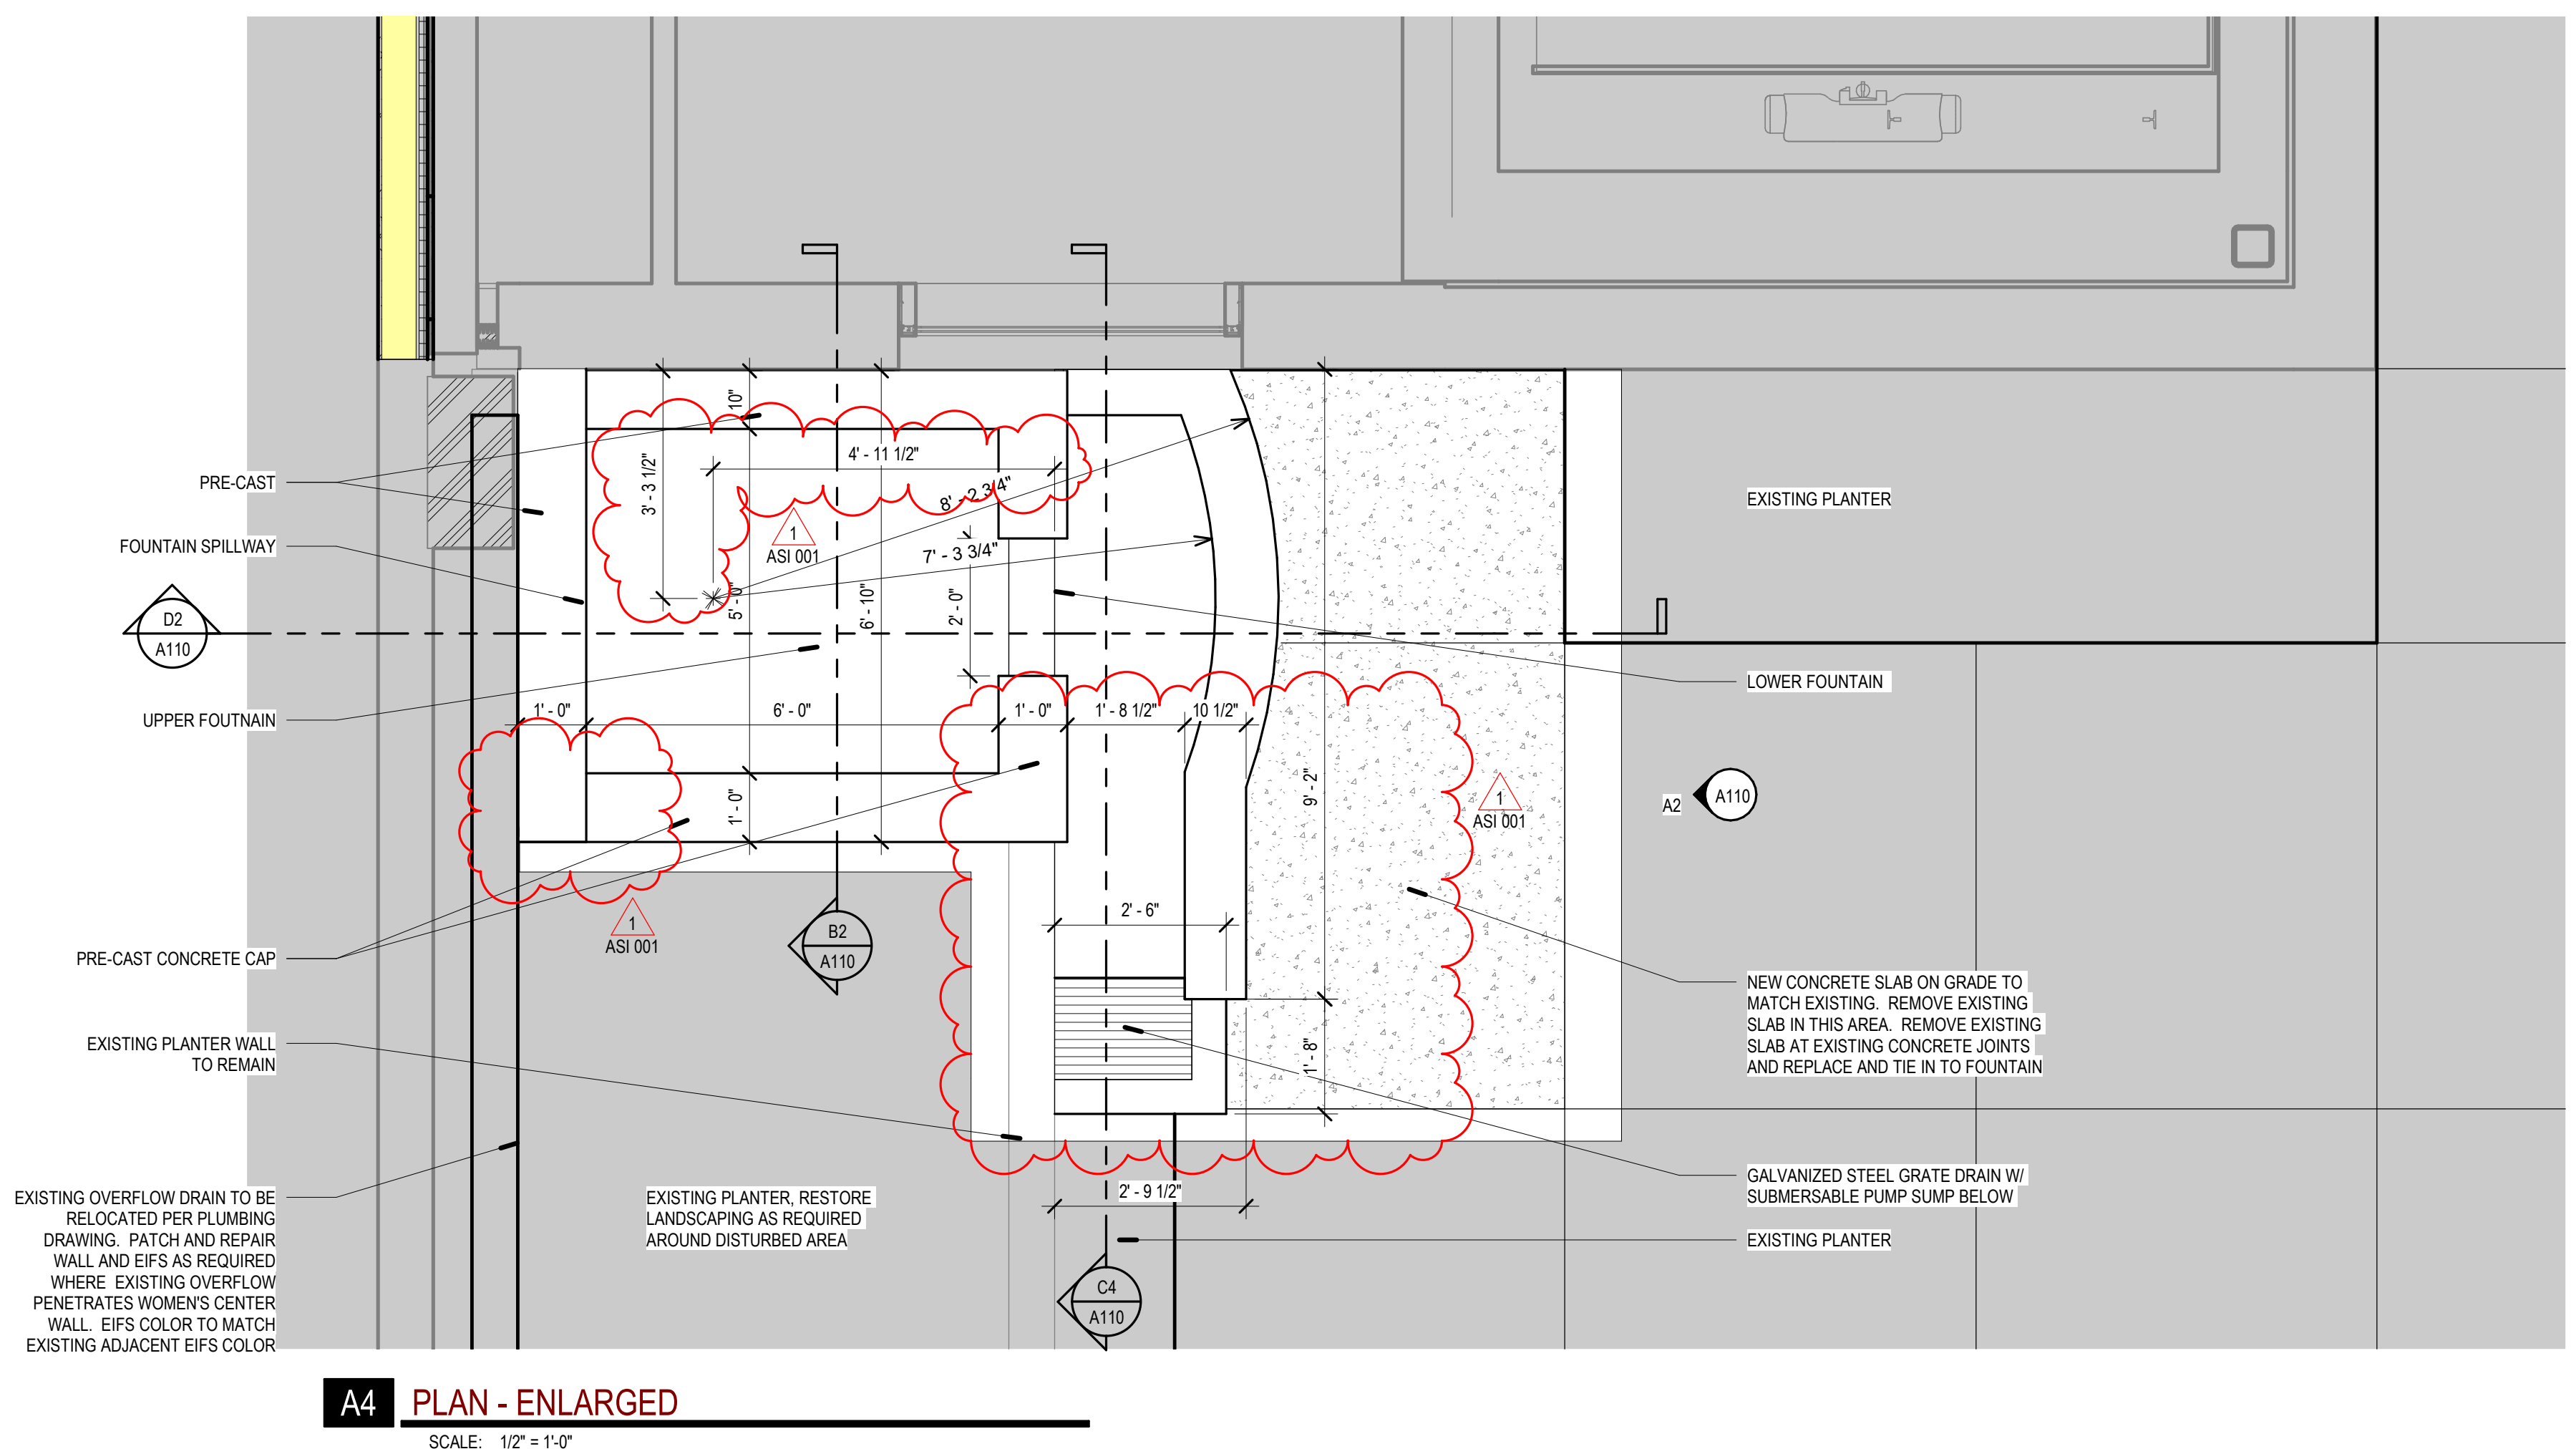 10"
4' - 11 1/2"
3' - 3 1/2"
8' - 2 3/4"
PRE-CAST
EXISTING PLANTER
1
ASI 001
7' - 3 3/4"
FOUNTAIN SPILLWAY
5' - 0"
6' - 10"
2' - 0"
D2
A110
LOWER FOUNTAIN
UPPER FOUTNAIN
1' - 0"
6' - 0"
1' - 0"
1' - 8 1/2"
10 1/2"
9' - 2"
1' - 0"
1
ASI 001
A2
A110
1
ASI 001
2' - 6"
B2
A110
PRE-CAST CONCRETE CAP
NEW CONCRETE SLAB ON GRADE TO
MATCH EXISTING. REMOVE EXISTING
SLAB IN THIS AREA. REMOVE EXISTING
SLAB AT EXISTING CONCRETE JOINTS
AND REPLACE AND TIE IN TO FOUNTAIN
EXISTING PLANTER WALL
TO REMAIN
1' - 8"
GALVANIZED STEEL GRATE DRAIN W/
SUBMERSABLE PUMP SUMP BELOW
2' - 9 1/2"
EXISTING OVERFLOW DRAIN TO BE
RELOCATED PER PLUMBING
DRAWING. PATCH AND REPAIR
WALL AND EIFS AS REQUIRED
WHERE EXISTING OVERFLOW
PENETRATES WOMEN'S CENTER
WALL. EIFS COLOR TO MATCH
EXISTING ADJACENT EIFS COLOR
EXISTING PLANTER, RESTORE
LANDSCAPING AS REQUIRED
AROUND DISTURBED AREA
EXISTING PLANTER
C4
A110
A4
PLAN - ENLARGED
SCALE: 1/2" = 1'-0"